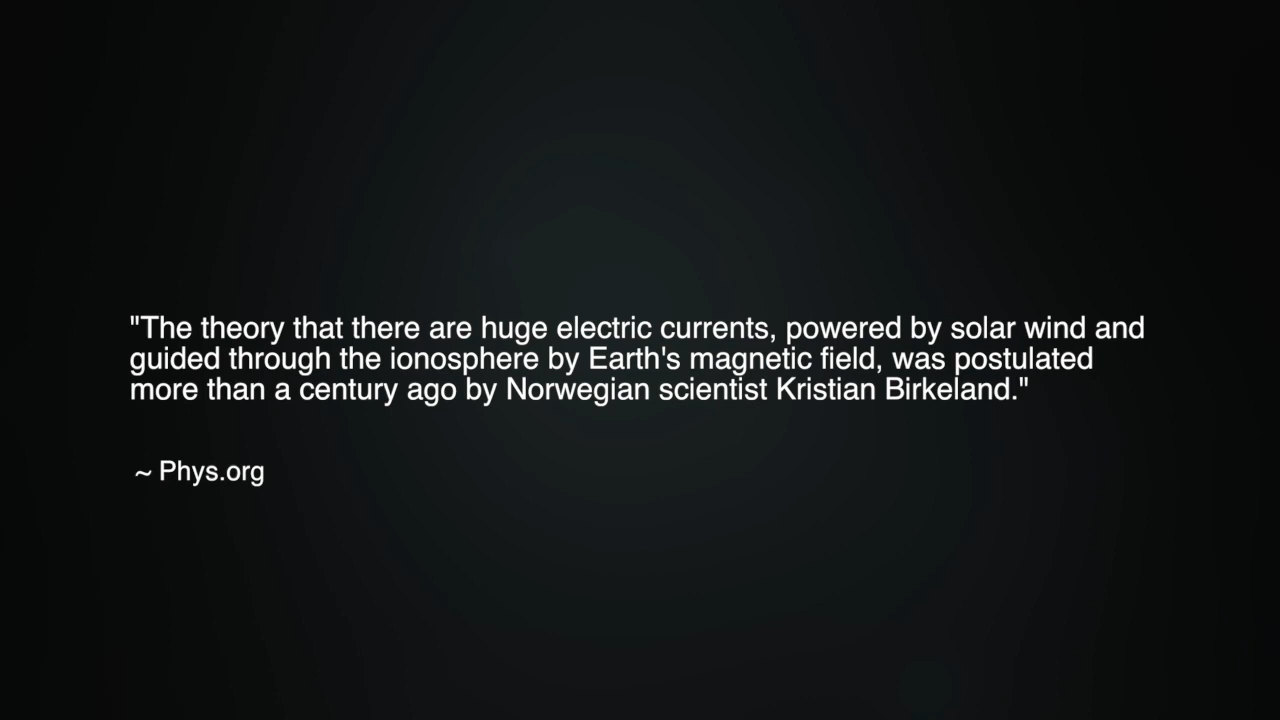 "The theory that there are huge electric currents, powered by solar wind and
guided through the ionosphere by Earth's magnetic field, was postulated
more than a century ago by Norwegian scientist Kristian Birkeland."
~ Phys.org